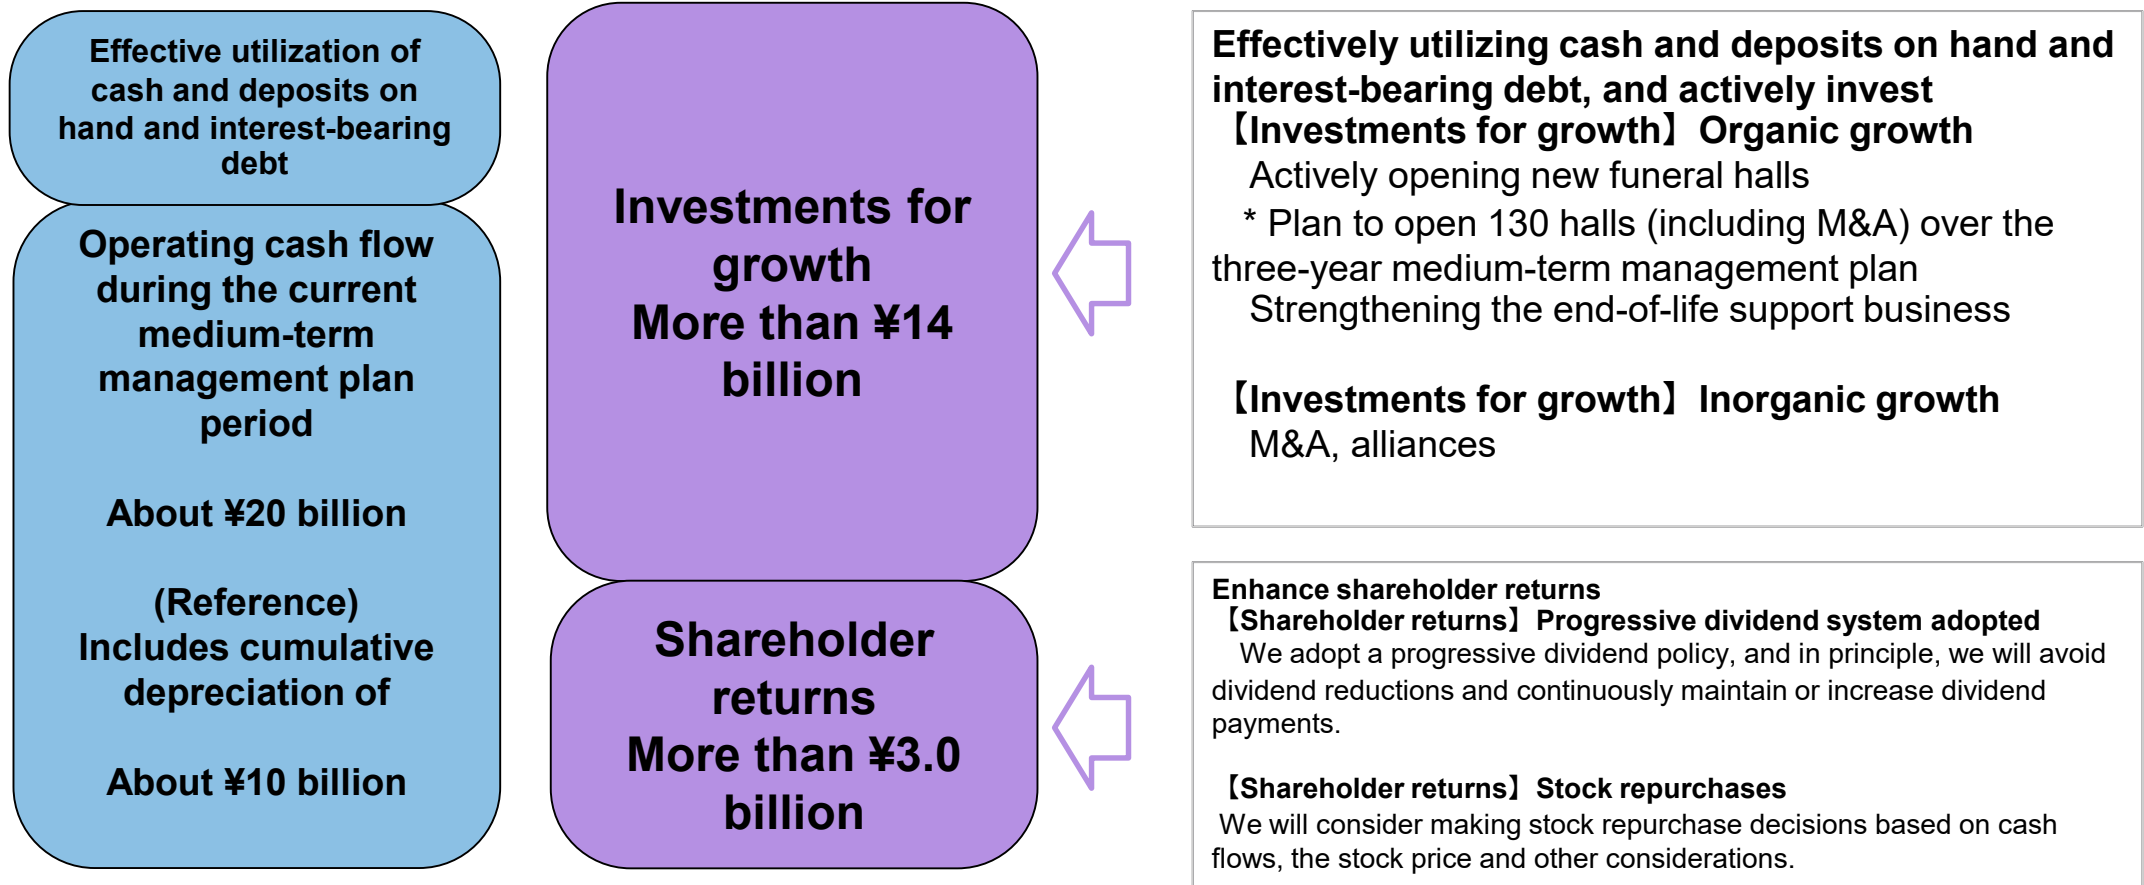 Effective utilization of
cash and deposits on
hand and interest-bearing
debt
Operating cash flow
during the current
medium-term
management plan
period
About ¥20 billion
(Reference)
Includes cumulative
depreciation of
About ¥10 billion
Investments for
growth
More than ¥14
billion
Shareholder
returns
More than ¥3.0
billion
Effectively utilizing cash and deposits on hand and
interest-bearing debt, and actively invest
【Investments for growth】Organic growth
Actively opening new funeral halls
* Plan to open 130 halls (including M&A) over the
three-year medium-term management plan
Strengthening the end-of-life support business
【Investments for growth】Inorganic growth
M&A, alliances
Enhance shareholder returns
【Shareholder returns】Progressive dividend system adopted
We adopt a progressive dividend policy, and in principle, we will avoid
dividend reductions and continuously maintain or increase dividend
payments.
【Shareholder returns】Stock repurchases
We will consider making stock repurchase decisions based on cash
flows, the stock price and other considerations.